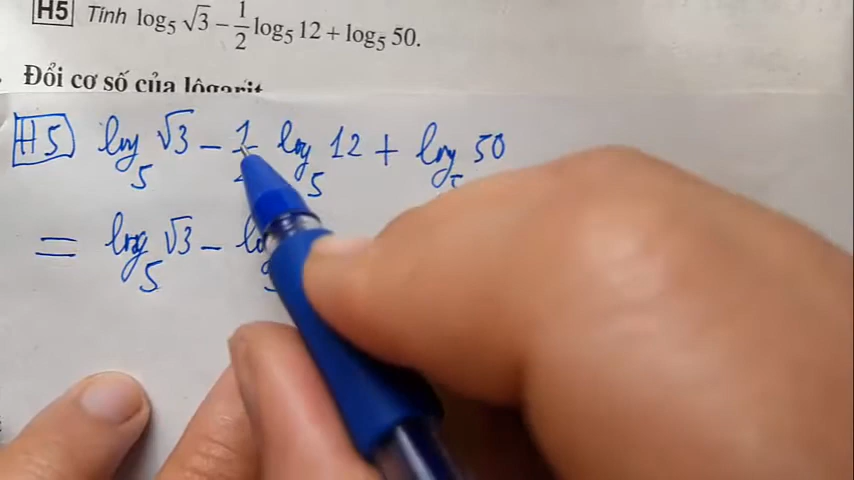 H5 Tính log₅ √3 − 1/2 log₅ 12 + log₅ 50.
Đổi cơ số của lôgarit
H5 log₅ √3 − 1/2 log₅ 12 + log₅ 50
= log₅ √3 −